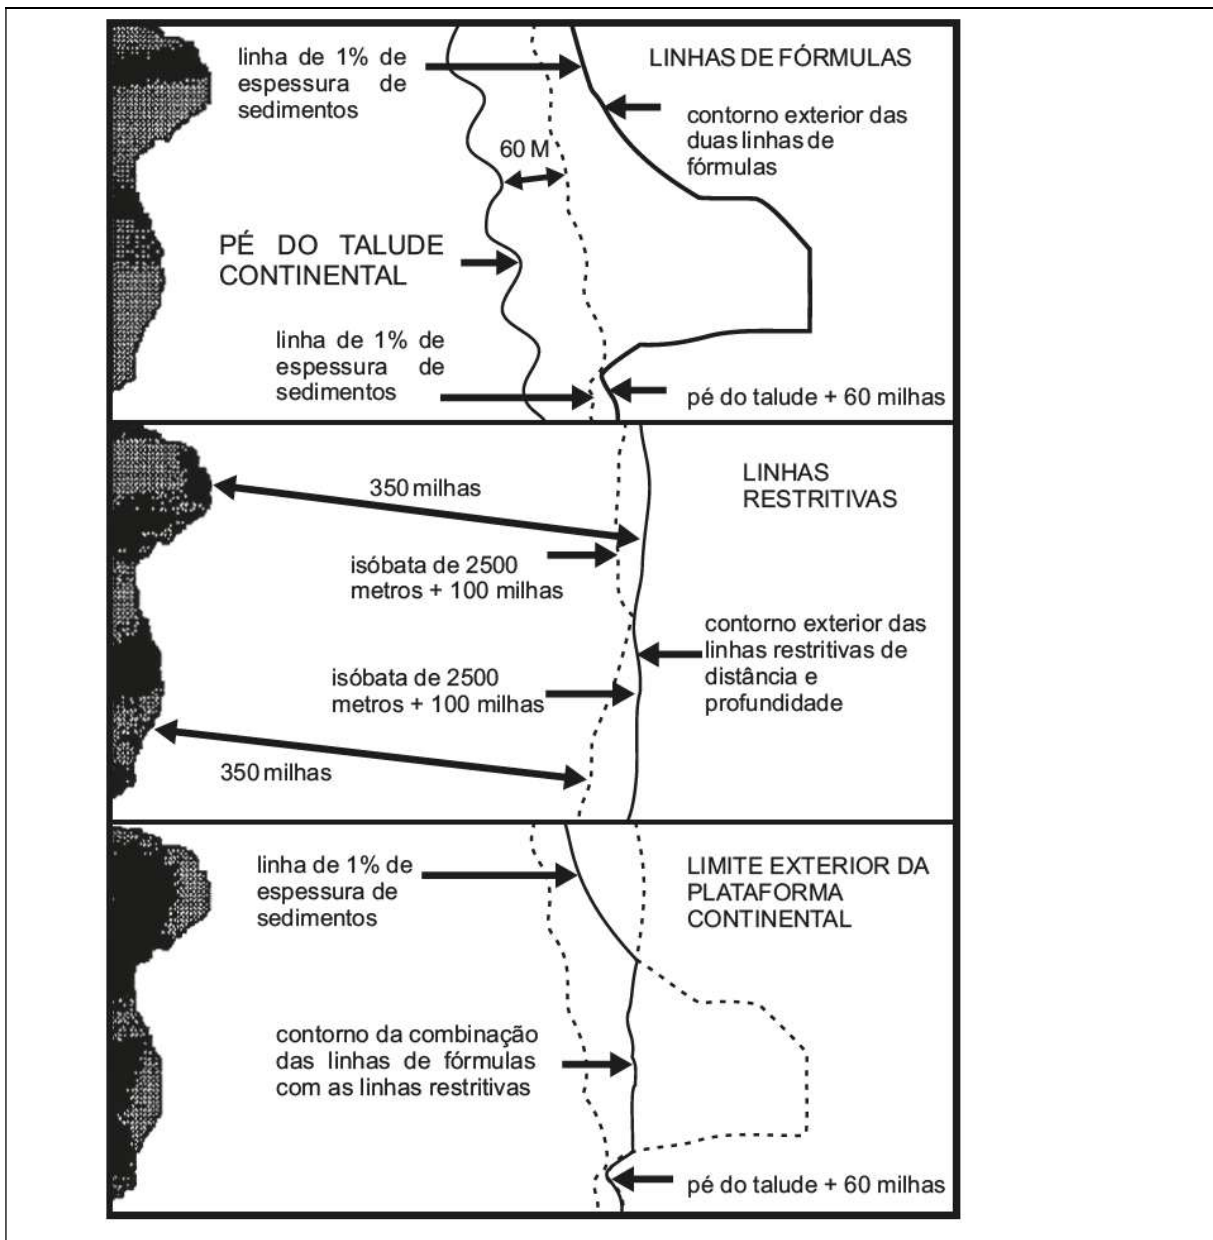 linha de 1% de
espessura de
sedimentos
LINHAS DE FÓRMULAS
contorno exterior das
duas linhas de
fórmulas
60 M
PÉ DO TALUDE
CONTINENTAL
linha de 1% de
espessura de
sedimentos
pé do talude + 60 milhas
LINHAS
RESTRITIVAS
350 milhas
isóbata de 2500
metros + 100 milhas
contorno exterior das
linhas restritivas de
distância e
profundidade
isóbata de 2500
metros + 100 milhas
350 milhas
linha de 1% de
espessura de
sedimentos
LIMITE EXTERIOR DA
PLATAFORMA
CONTINENTAL
contorno da combinação
das linhas de fórmulas
com as linhas restritivas
pé do talude + 60 milhas